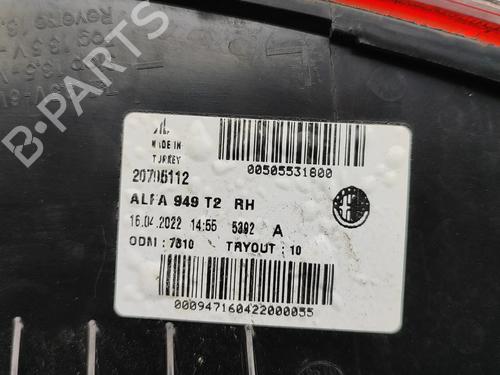 B-PARTS
MADE IN
TURKEY
00505531800
20705112
ALFA 949 T2 RH
16.04.2022 14:55 5392 A
ODM : 7310 TRYOUT : 10
000947160422000055